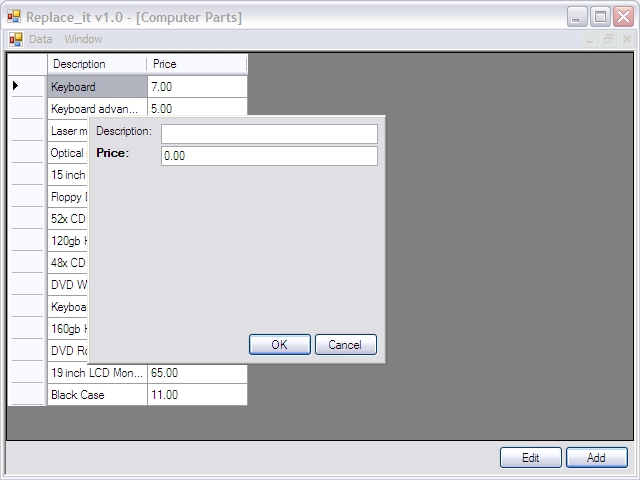 Replace_it v1.0 - [Computer Parts]
Data Window
Description Price
Keyboard 7.00
Keyboard advan... 5.00
Laser m
Description:
Optical
Price: 0.00
15 inch
Floppy
52x CD
120gb
48x CD
DVD W
Keyboa
160gb
DVD Ro
OK Cancel
19 inch LCD Mon... 65.00
Black Case 11.00
Edit Add